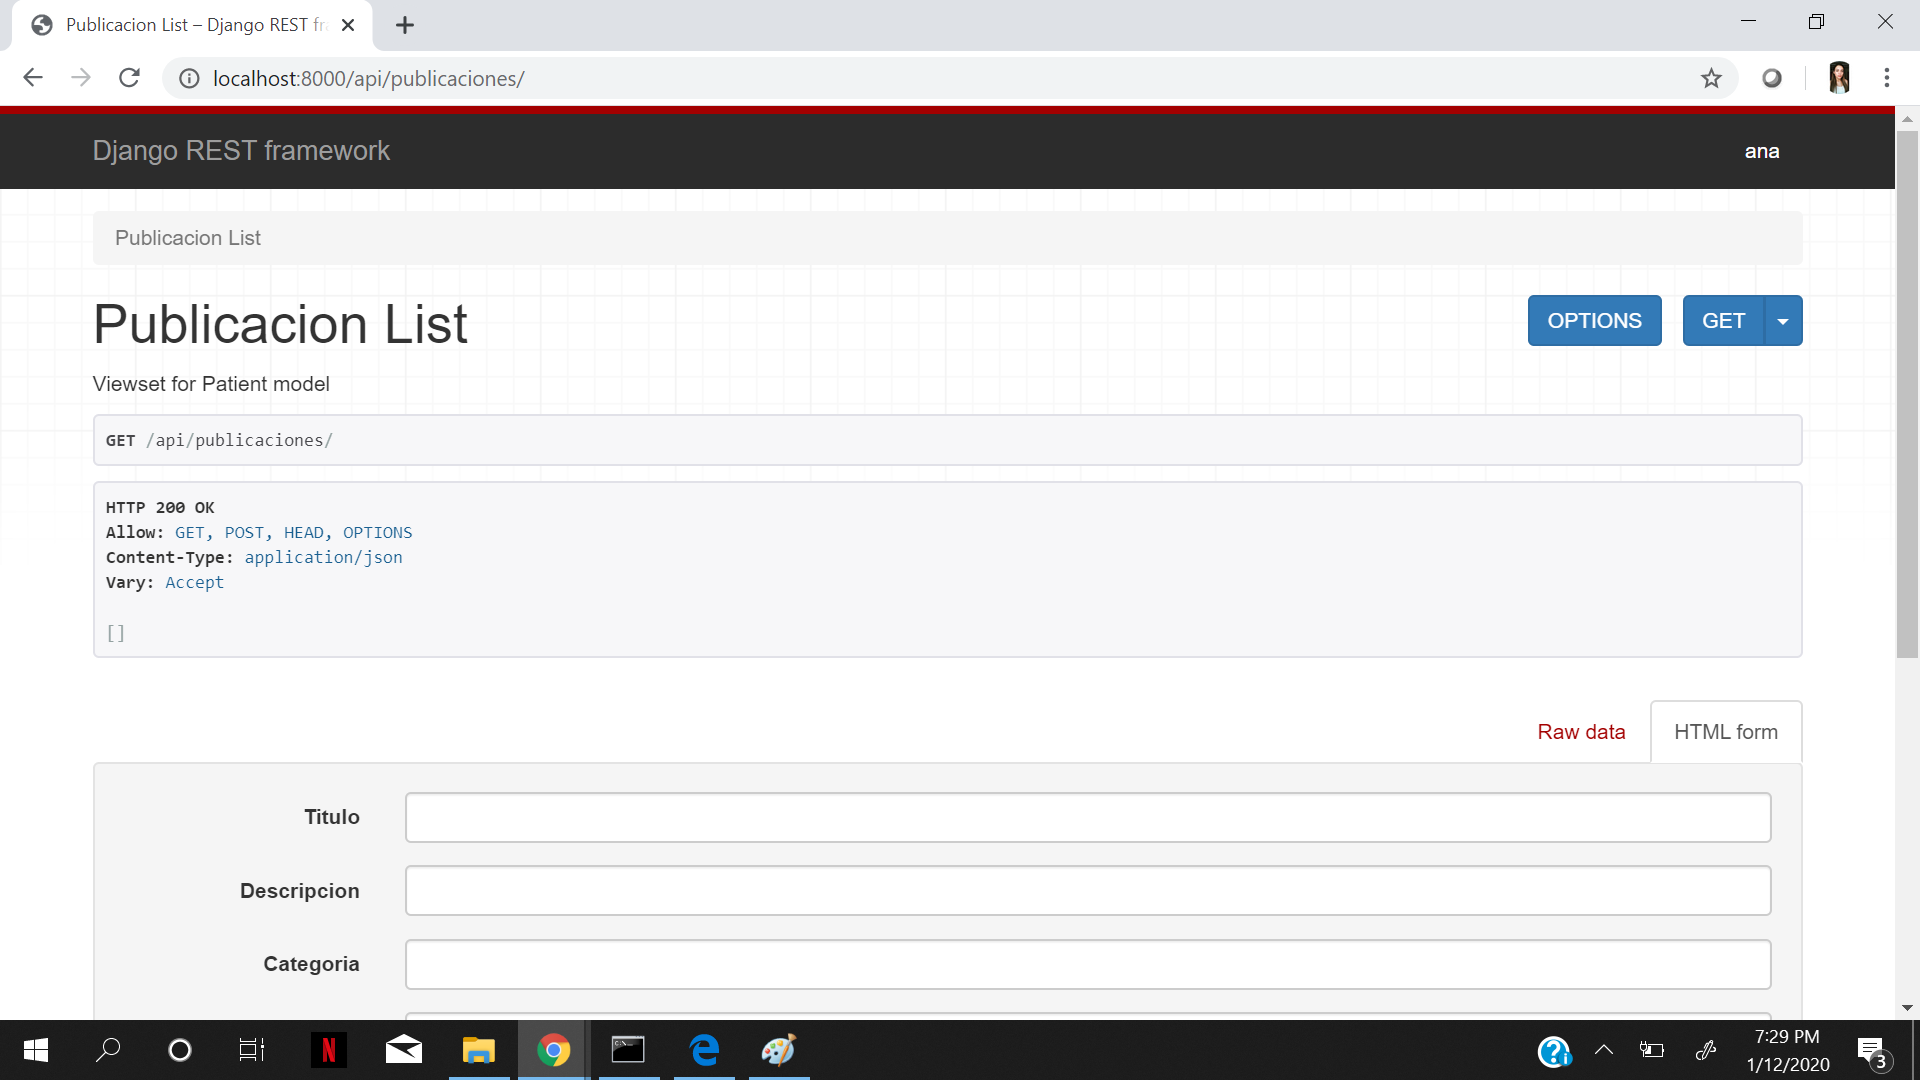 Publicacion List – Django REST fr
localhost:8000/api/publicaciones/
Django REST framework
ana
Publicacion List
Publicacion List
OPTIONS
GET
Viewset for Patient model
GET /api/publicaciones/
HTTP 200 OK
Allow: GET, POST, HEAD, OPTIONS
Content-Type: application/json
Vary: Accept
[]
Raw data
HTML form
Titulo
Descripcion
Categoria
7:29 PM
1/12/2020
3